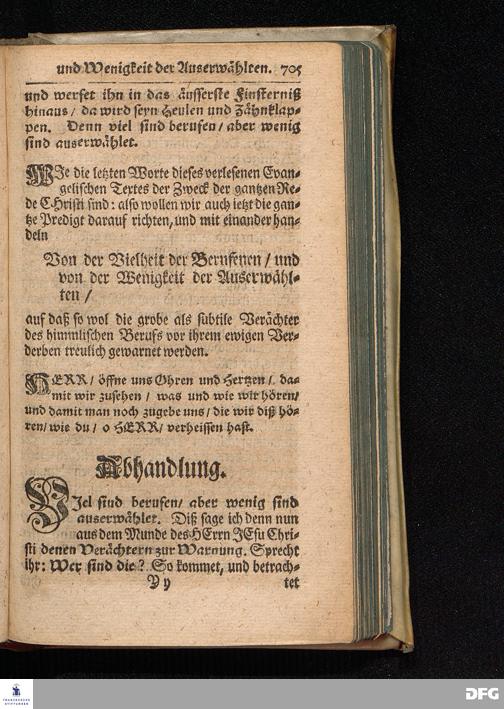 und Wenigkeit der Auserwählten. 705
und werfet ihn in das äusserste Finsterniß
hinaus / da wird seyn Heulen und Zähnklap-
pen. Denn viel sind berufen / aber wenig
sind auserwählet.
WIe die letzten Worte dieses verlesenen Evan-
gelischen Textes der Zweck der gantzen Re-
de Christi sind: also wollen wir auch ietzt die gan-
tze Predigt darauf richten, und mit einander han-
deln
Von der Vielheit der Berufenen / und
von der Wenigkeit der Auserwähl-
ten /
auf daß so wol die grobe als subtile Verächter
des himmlischen Berufs vor ihrem ewigen Ver-
derben treulich gewarnet werden.
HERR / öffne uns Ohren und Hertzen / da-
mit wir zusehen / was und wie wir hören /
und damit man noch zugebe uns / die wir diß hö-
ren / wie du / o HERR / verheissen hast.
Abhandlung.
VIel sind berufen / aber wenig sind
auserwählet. Diß sage ich denn nun
aus dem Munde des HErrn JEsu Chri-
sti denen Verächtern zur Warnung. Sprecht
ihr: Wer sind die? So kommet, und betrach-
Yy tet
FRANCKESCHE
STIFTUNGEN
DFG